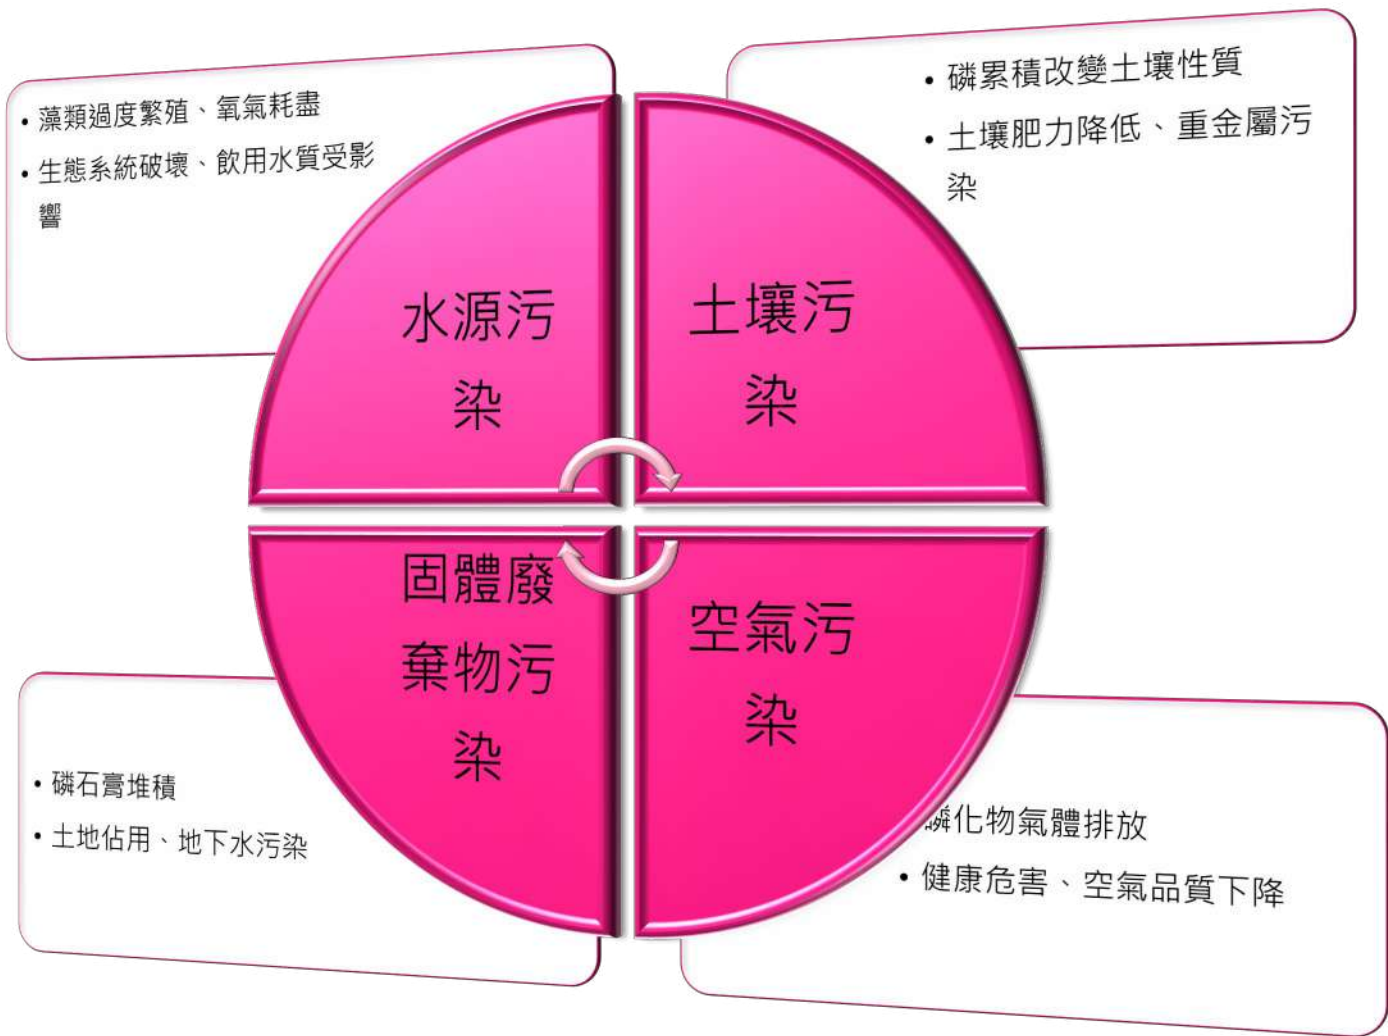 • 藻類過度繁殖、氧氣耗盡
• 生態系統破壞、飲用水質受影
響
• 磷累積改變土壤性質
• 土壤肥力降低、重金屬污
染
水源污
染
土壤污
染
固體廢
棄物污
染
空氣污
染
• 磷石膏堆積
• 土地佔用、地下水污染
磷化物氣體排放
• 健康危害、空氣品質下降